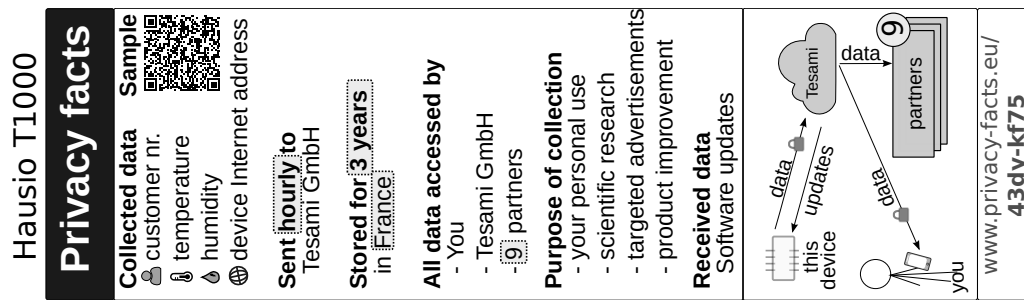 Hausio T1000
Privacy facts
Collected data
Sample
customer nr.
temperature
humidity
device Internet address
Sent hourly to
Tesami GmbH
Stored for 3 years
in France
All data accessed by
- You
- Tesami GmbH
- 9 partners
Purpose of collection
- your personal use
- scientific research
- targeted advertisements
- product improvement
Received data
Software updates
Tesami
data
9
partners
data
updates
data
this
device
you
www.privacy-facts.eu/
43dv-kf75